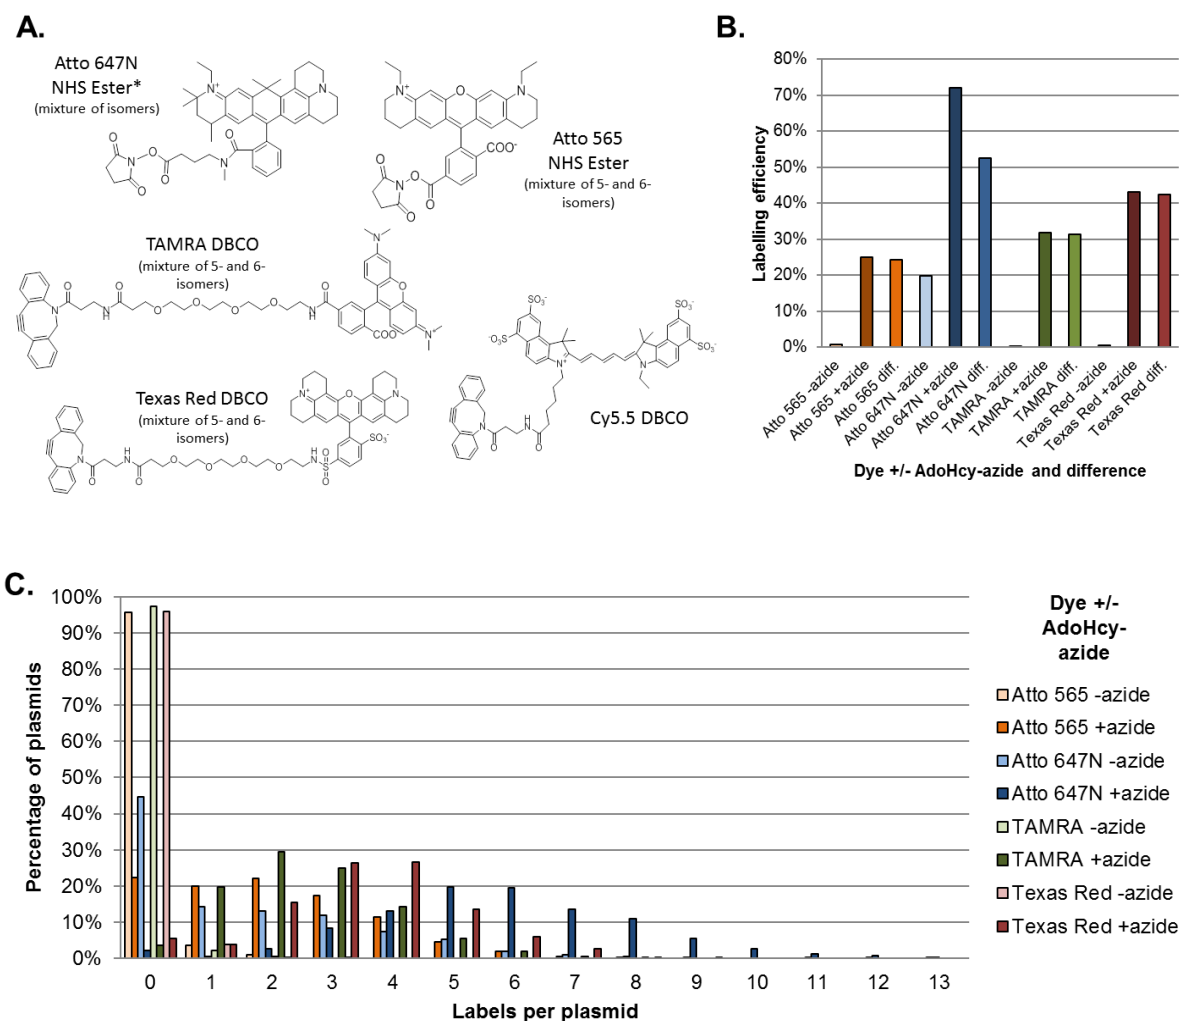 A.
Atto 647N
NHS Ester*
(mixture of isomers)
Atto 565
NHS Ester
(mixture of 5- and 6-
isomers)
TAMRA DBCO
(mixture of 5- and 6-
isomers)
Texas Red DBCO
(mixture of 5- and 6-
isomers)
Cy5.5 DBCO
B.
80%
70%
60%
50%
40%
30%
20%
10%
0%
Labelling efficiency
Atto 565 -azide
Atto 565 +azide
Atto 565 diff.
Atto 647N -azide
Atto 647N +azide
Atto 647N diff.
TAMRA -azide
TAMRA +azide
TAMRA diff.
Texas Red -azide
Texas Red +azide
Texas Red diff.
Dye +/- AdoHcy-azide and difference
C.
100%
90%
80%
70%
60%
50%
40%
30%
20%
10%
0%
Percentage of plasmids
0 1 2 3 4 5 6 7 8 9 10 11 12 13
Labels per plasmid
Dye +/-
AdoHcy-
azide
Atto 565 -azide
Atto 565 +azide
Atto 647N -azide
Atto 647N +azide
TAMRA -azide
TAMRA +azide
Texas Red -azide
Texas Red +azide